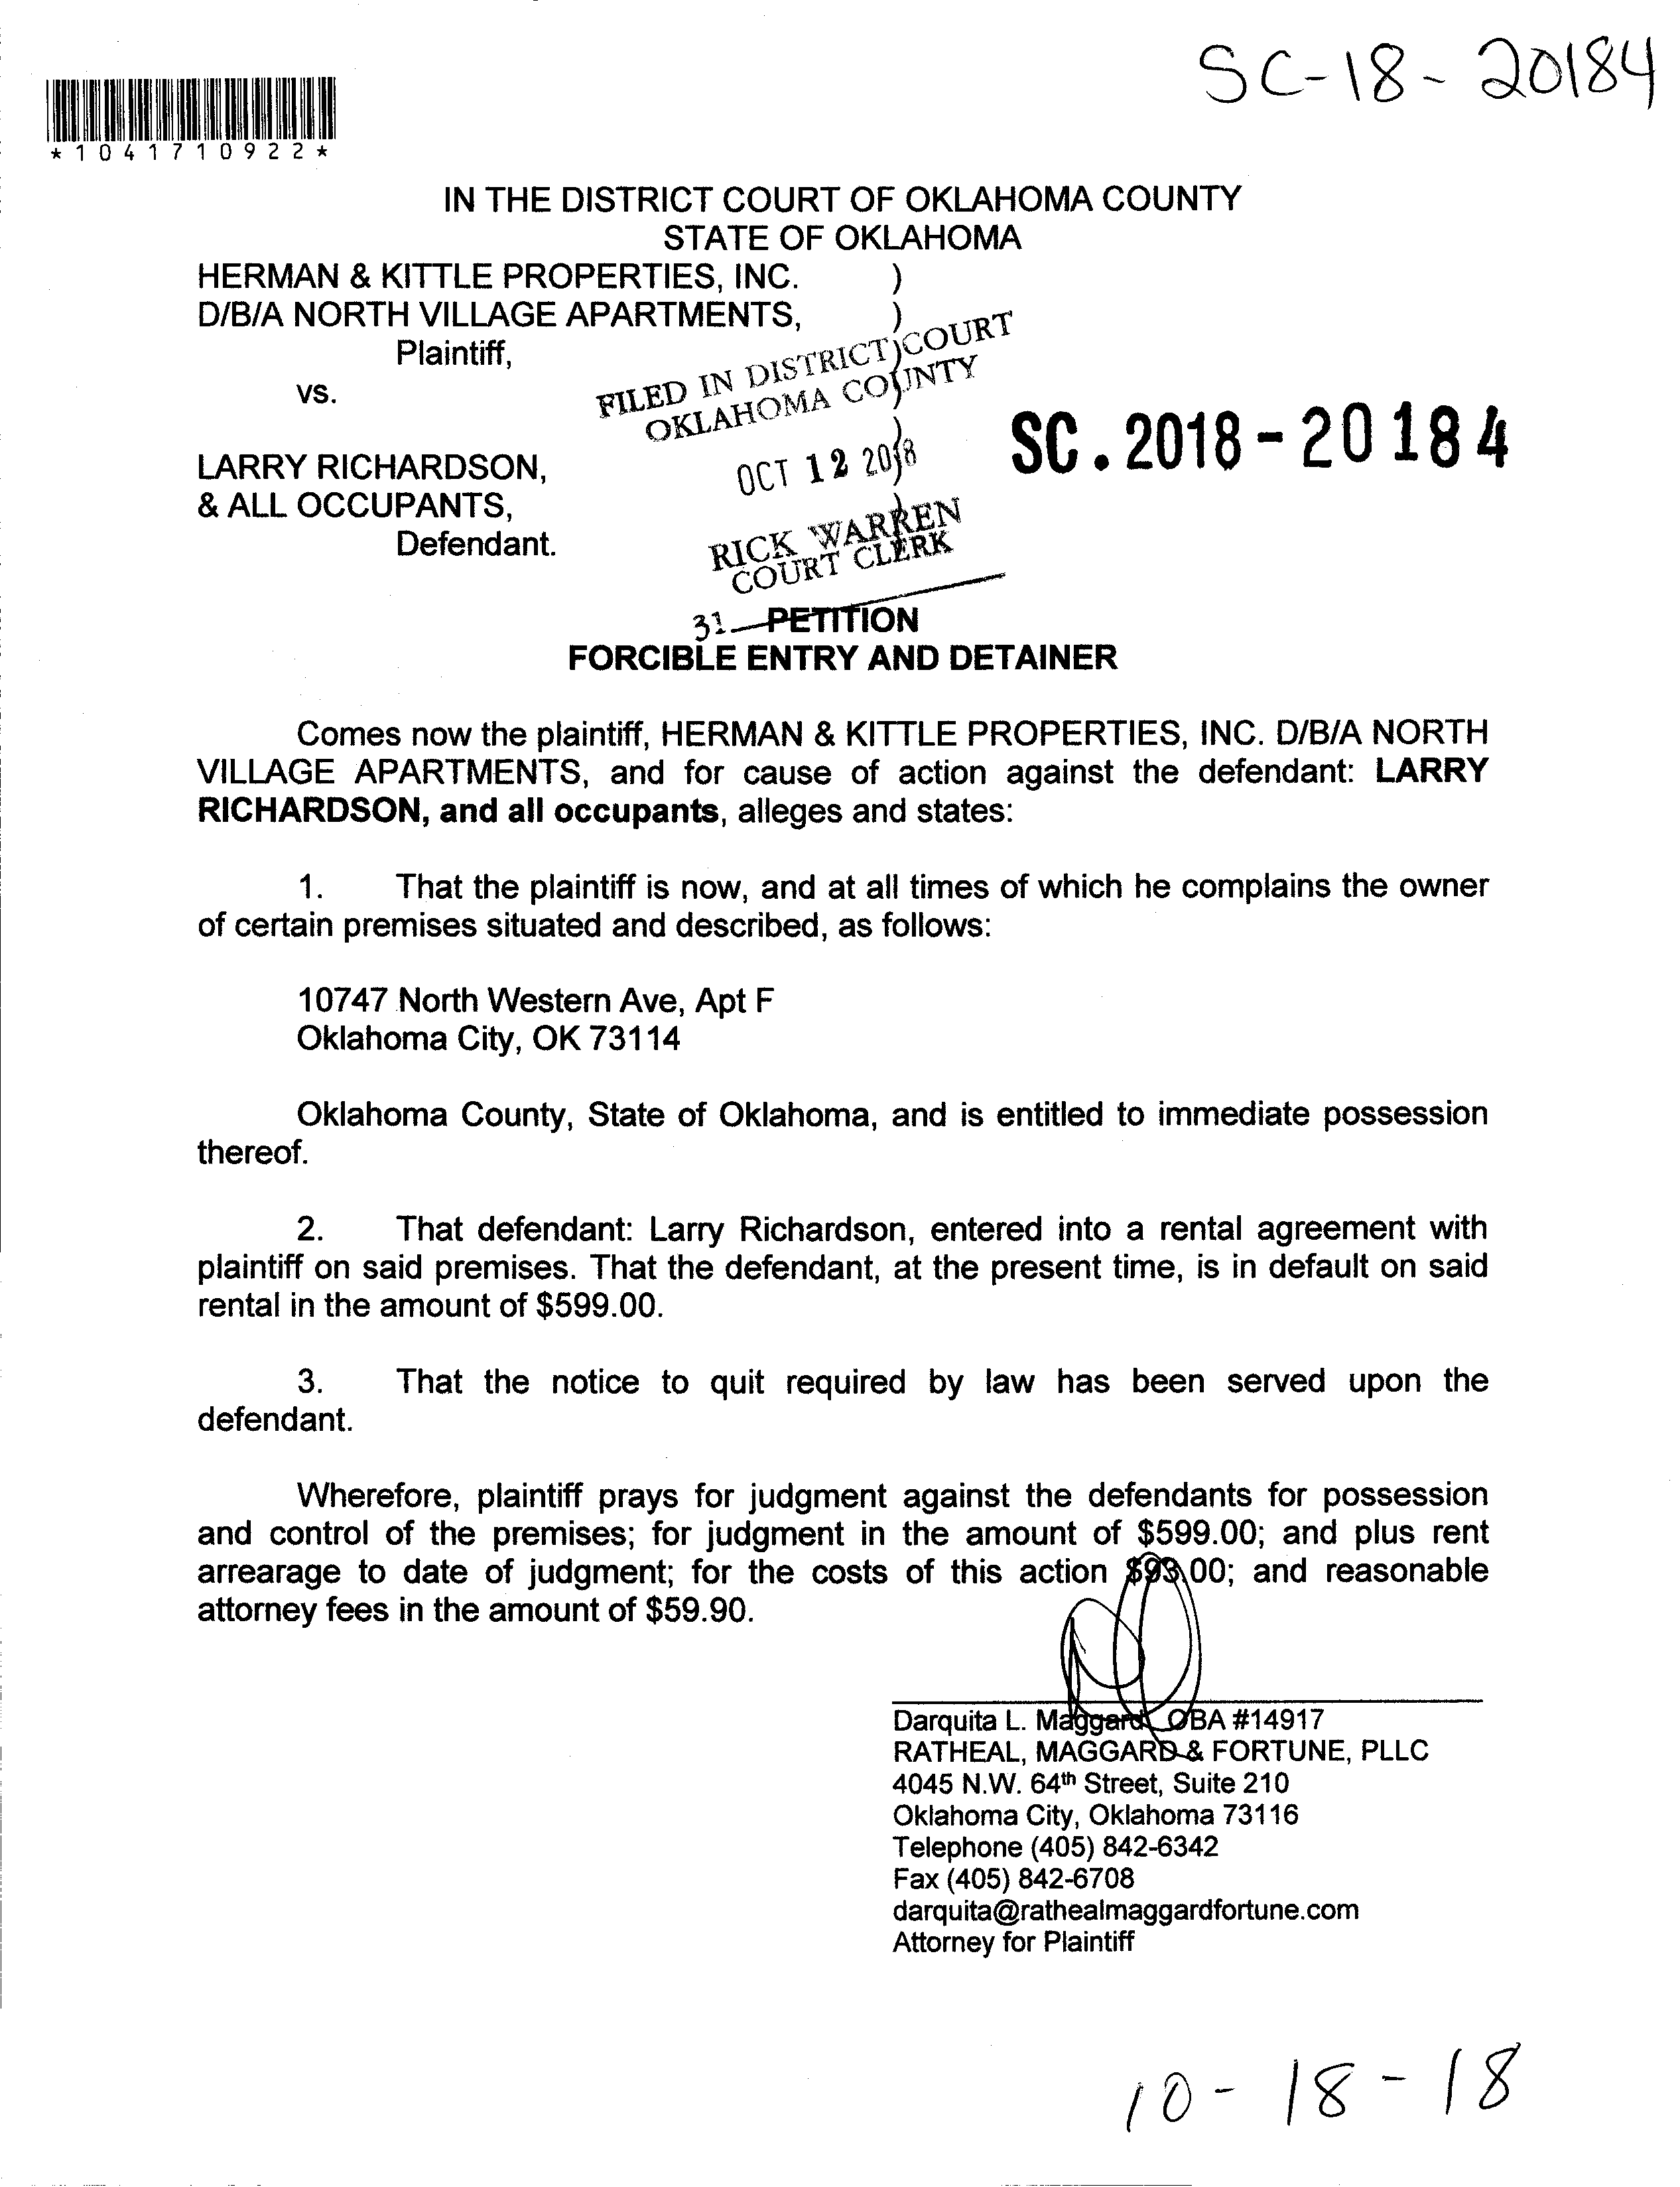 SC-18-20184
*1041710922*
IN THE DISTRICT COURT OF OKLAHOMA COUNTY
STATE OF OKLAHOMA
HERMAN & KITTLE PROPERTIES, INC. )
D/B/A NORTH VILLAGE APARTMENTS, )
Plaintiff, )
vs. )
FILED IN DISTRICT COURT
OKLAHOMA COUNTY
OCT 12 2018
RICK WARREN
COURT CLERK
31
SC. 2018-20184
LARRY RICHARDSON,
& ALL OCCUPANTS,
Defendant.
PETITION
FORCIBLE ENTRY AND DETAINER
Comes now the plaintiff, HERMAN & KITTLE PROPERTIES, INC. D/B/A NORTH
VILLAGE APARTMENTS, and for cause of action against the defendant: LARRY
RICHARDSON, and all occupants, alleges and states:
1. That the plaintiff is now, and at all times of which he complains the owner
of certain premises situated and described, as follows:
10747 North Western Ave, Apt F
Oklahoma City, OK 73114
Oklahoma County, State of Oklahoma, and is entitled to immediate possession
thereof.
2. That defendant: Larry Richardson, entered into a rental agreement with
plaintiff on said premises. That the defendant, at the present time, is in default on said
rental in the amount of $599.00.
3. That the notice to quit required by law has been served upon the
defendant.
Wherefore, plaintiff prays for judgment against the defendants for possession
and control of the premises; for judgment in the amount of $599.00; and plus rent
arrearage to date of judgment; for the costs of this action $93.00; and reasonable
attorney fees in the amount of $59.90.
Darquita L. Maggard OBA #14917
RATHEAL, MAGGARD & FORTUNE, PLLC
4045 N.W. 64th Street, Suite 210
Oklahoma City, Oklahoma 73116
Telephone (405) 842-6342
Fax (405) 842-6708
darquita@rathealmaggardfortune.com
Attorney for Plaintiff
10-18-18